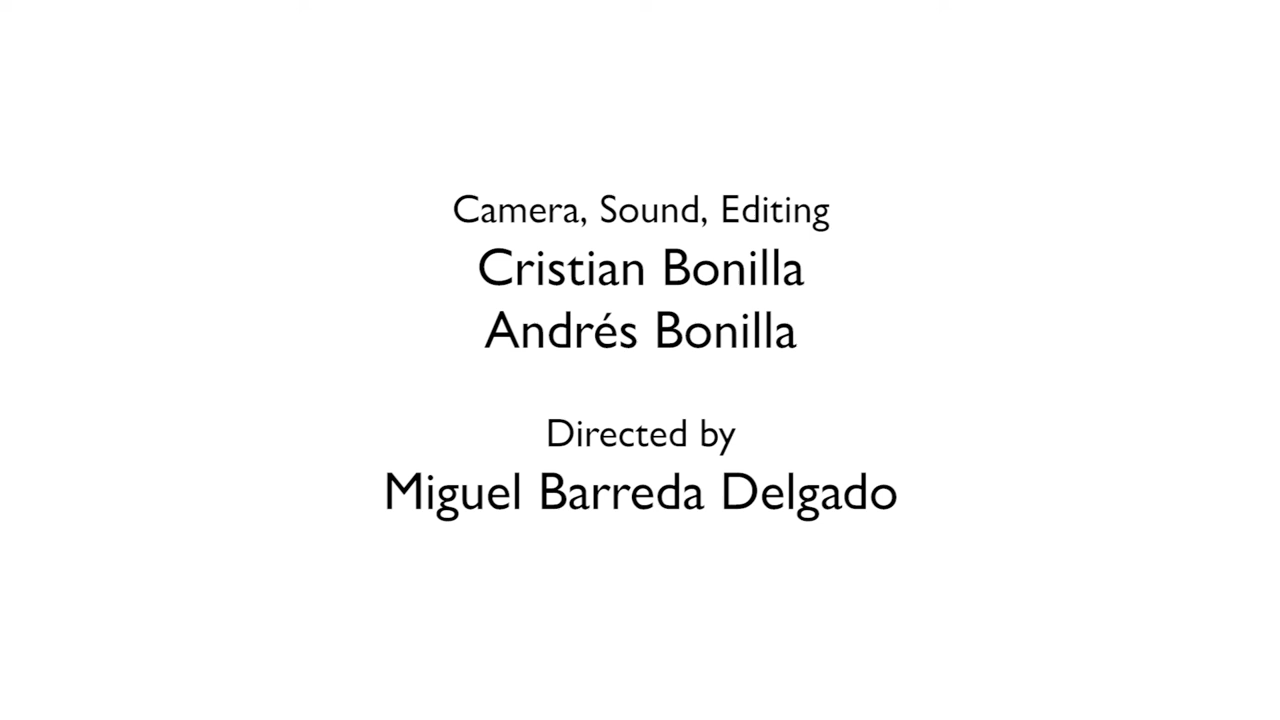 Camera, Sound, Editing
Cristian Bonilla
Andrés Bonilla
Directed by
Miguel Barreda Delgado